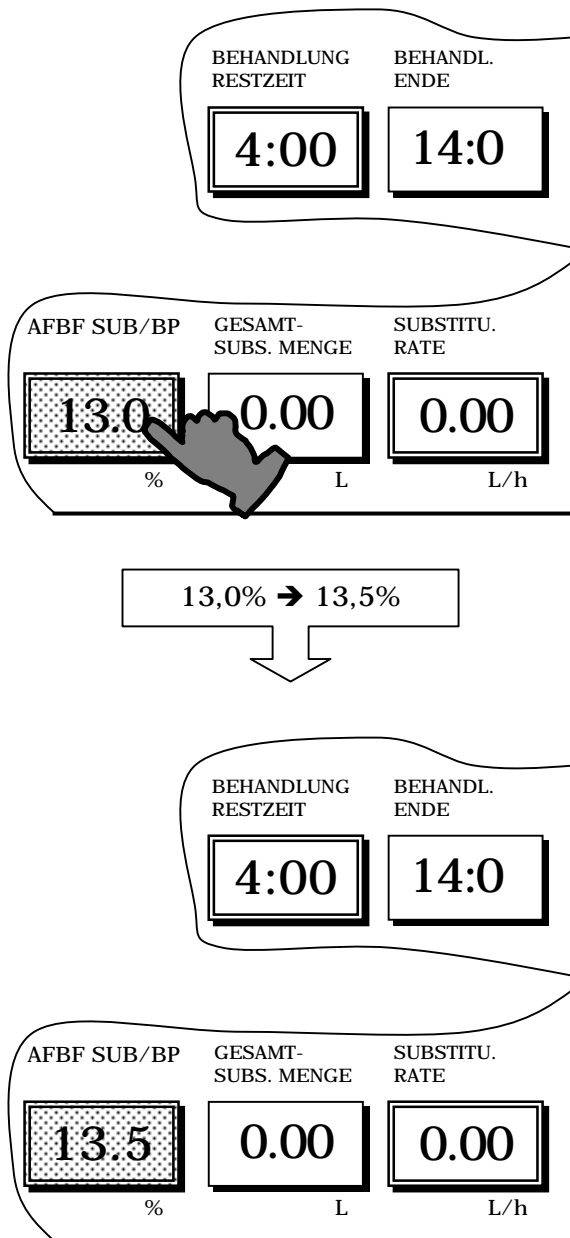 BEHANDLUNG RESTZEIT
BEHANDL. ENDE
4:00
14:0
AFBF SUB/BP
GESAMT-
SUBS. MENGE
SUBSTITU.
RATE
13.0
0.00
0.00
%
L
L/h
13,0% ➔ 13,5%
BEHANDLUNG
RESTZEIT
BEHANDL.
ENDE
4:00
14:0
AFBF SUB/BP
GESAMT-
SUBS. MENGE
SUBSTITU.
RATE
13.5
0.00
0.00
%
L
L/h